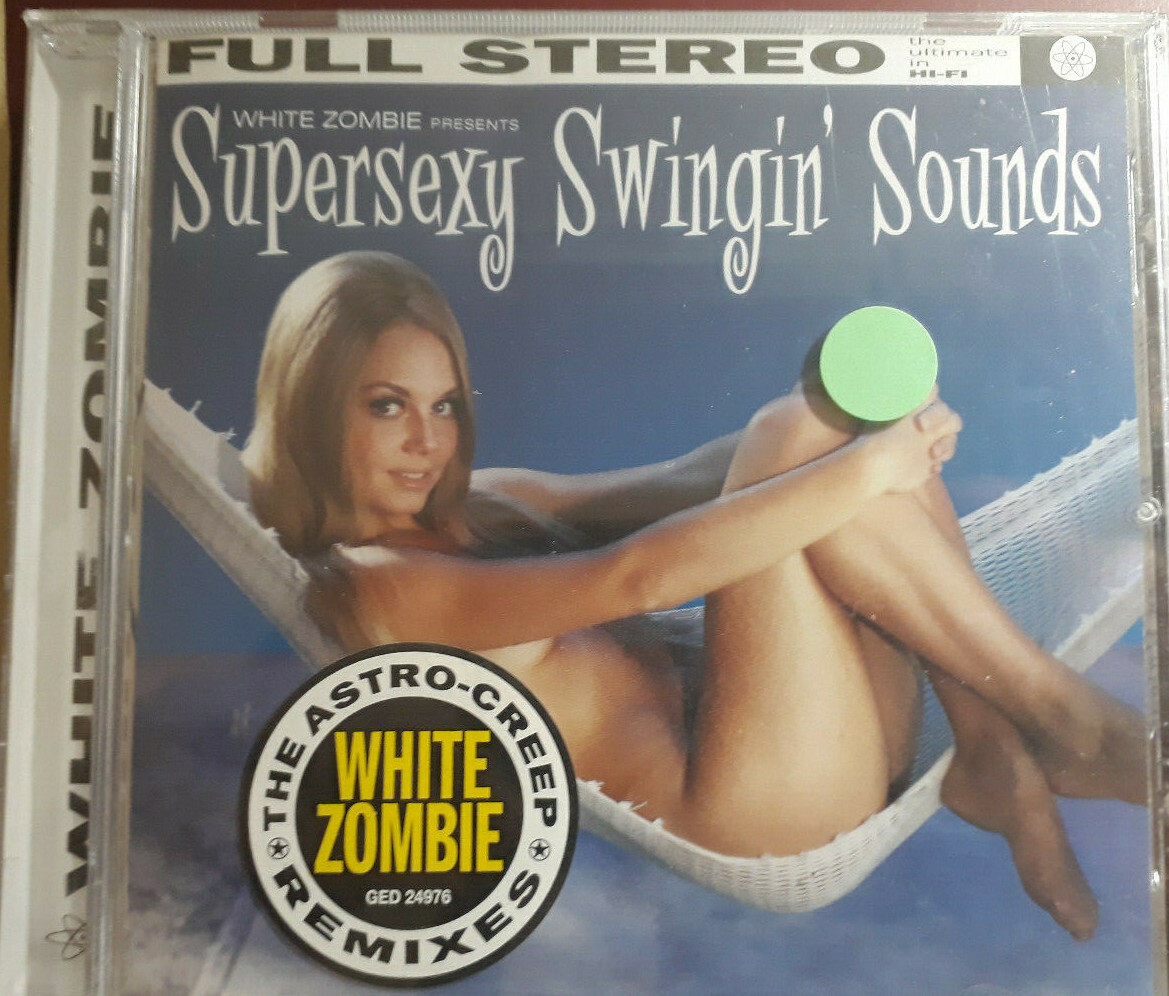 FULL STEREO
the
ultimate
in
HI-FI
WHITE ZOMBIE PRESENTS
Supersexy Swingin' Sounds
WHITE ZOMBIE
THE ASTRO-CREEP
WHITE
ZOMBIE
GED 24976
REMIXES